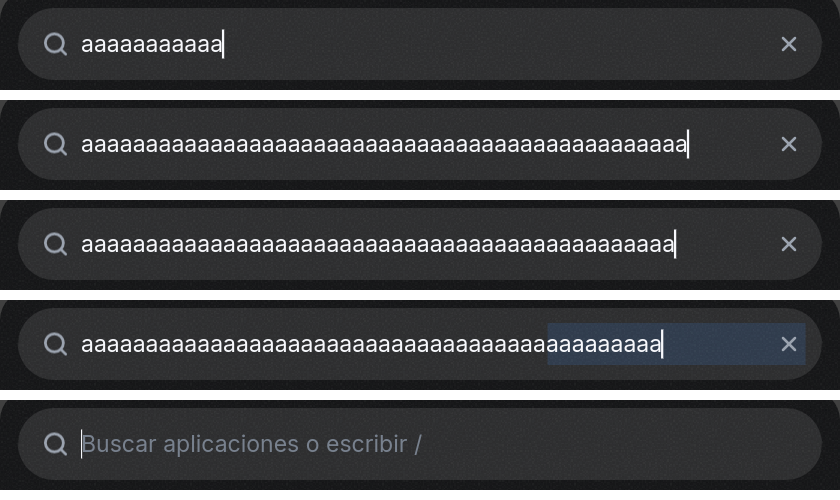 aaaaaaaaaaa
aaaaaaaaaaaaaaaaaaaaaaaaaaaaaaaaaaaaaaaaaaaaaaa
aaaaaaaaaaaaaaaaaaaaaaaaaaaaaaaaaaaaaaaaaaaaaa
aaaaaaaaaaaaaaaaaaaaaaaaaaaaaaaaaaaaaaaaaaaaa
Buscar aplicaciones o escribir /